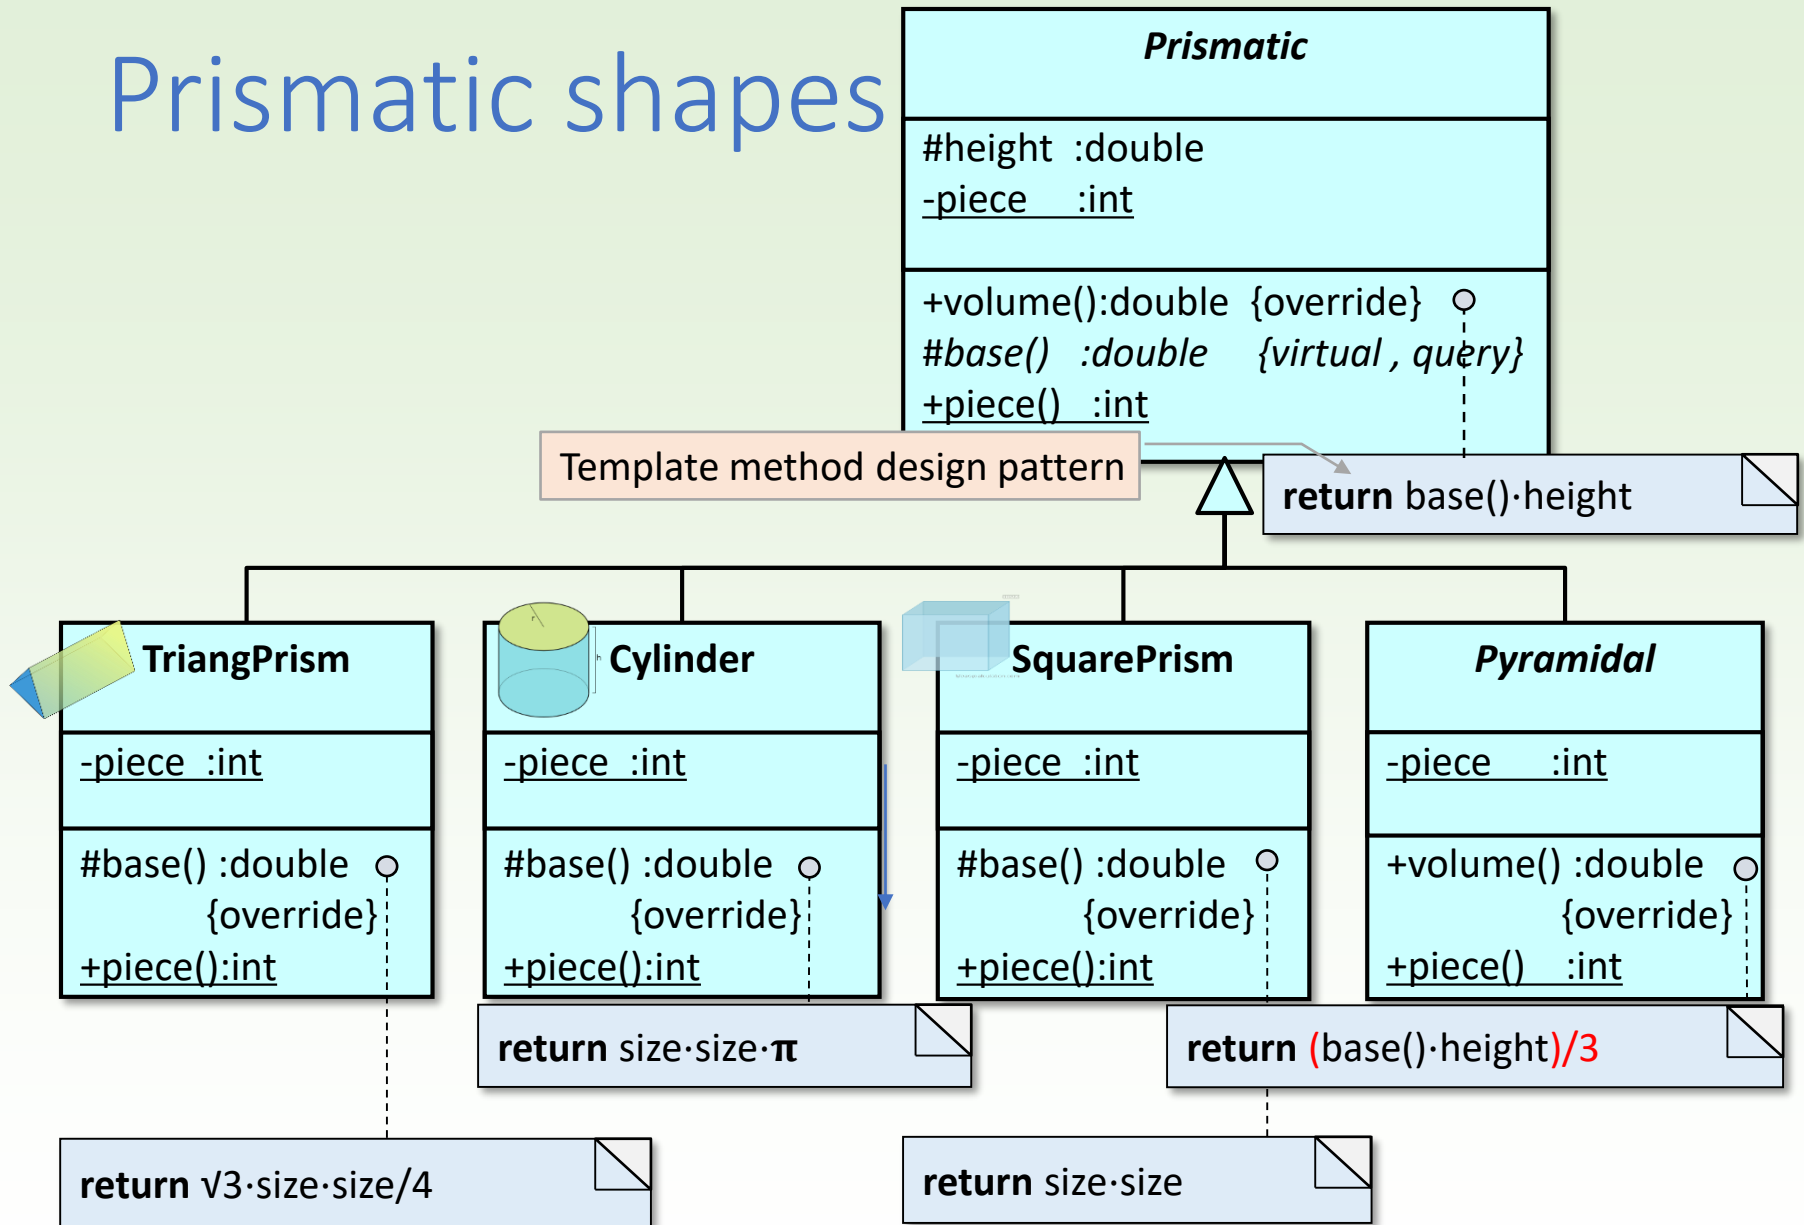 Prismatic shapes
Prismatic
#height :double
-piece :int
+volume():double {override}
#base() :double {virtual , query}
+piece() :int
Template method design pattern
return base()·height
TriangPrism
-piece :int
#base() :double
{override}
+piece():int
r
h
Cylinder
-piece :int
#base() :double
{override}
+piece():int
SquarePrism
-piece :int
#base() :double
{override}
+piece():int
Pyramidal
-piece :int
+volume() :double
{override}
+piece() :int
return size·size·π
return (base()·height)/3
return √3·size·size/4
return size·size